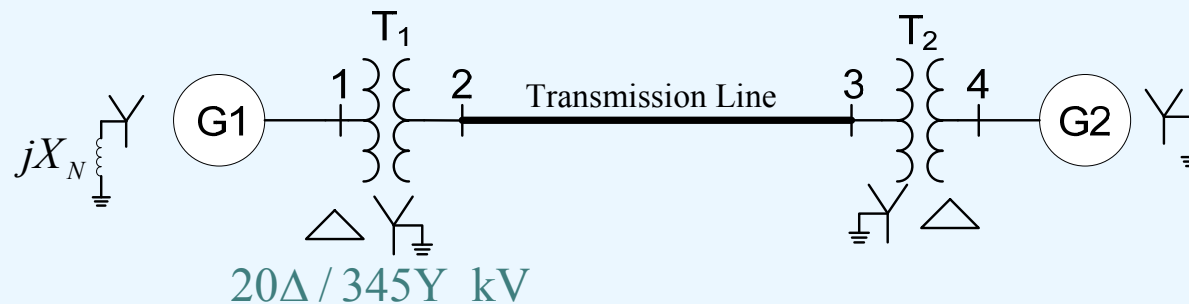 T₁ T₂
1 2 Transmission Line 3 4
G1 G2
jX_N
20Δ / 345Y kV